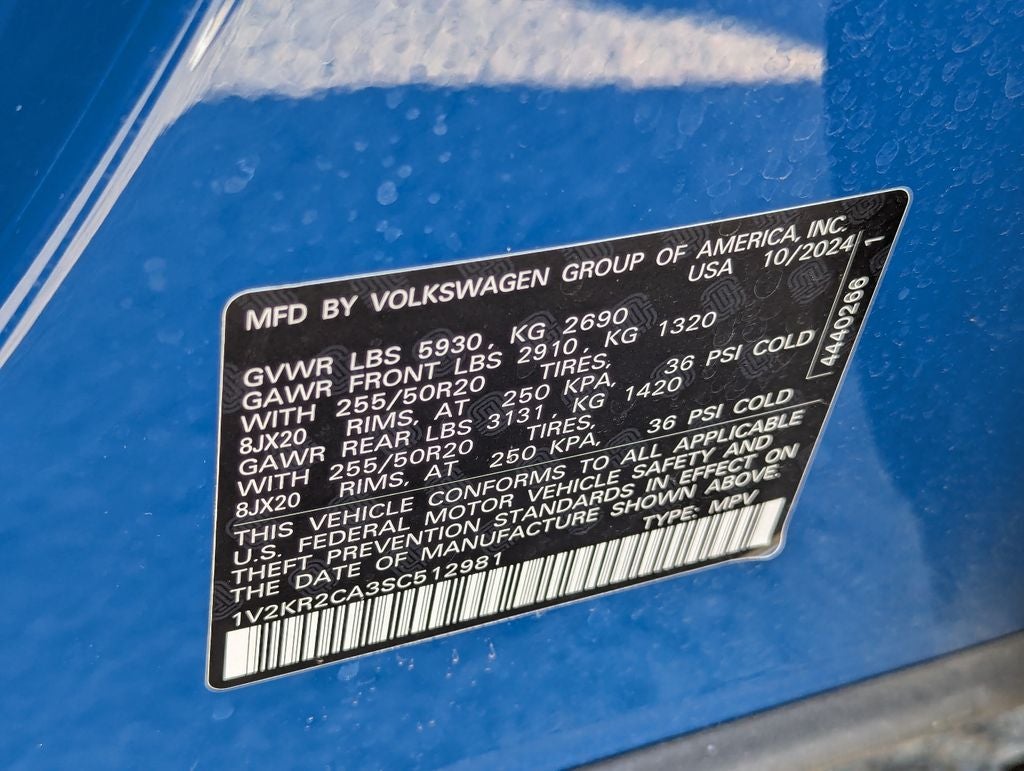 MFD BY VOLKSWAGEN GROUP OF AMERICA, INC.
USA 10/2024
GVWR LBS 5930, KG 2690
GAWR FRONT LBS 2910, KG 1320
WITH 255/50R20 TIRES,
8JX20 RIMS, AT 250 KPA, 36 PSI COLD
GAWR REAR LBS 3131, KG 1420
WITH 255/50R20 TIRES,
8JX20 RIMS, AT 250 KPA, 36 PSI COLD
THIS VEHICLE CONFORMS TO ALL APPLICABLE
U.S. FEDERAL MOTOR VEHICLE SAFETY AND
THEFT PREVENTION STANDARDS IN EFFECT ON
THE DATE OF MANUFACTURE SHOWN ABOVE.
1V2KR2CA3SC512981 TYPE: MPV
4440266 1